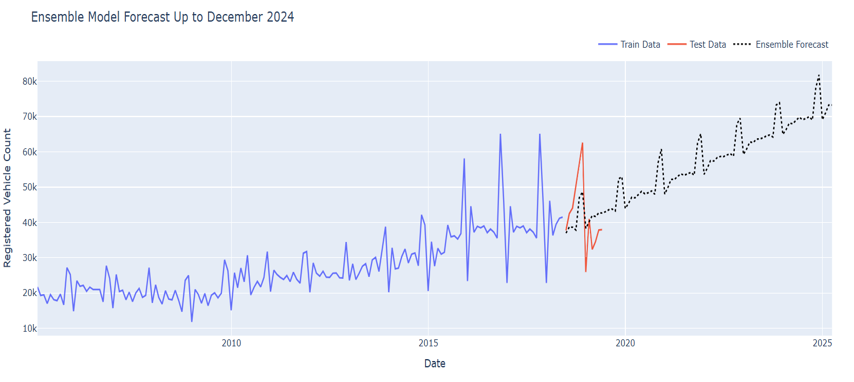 Ensemble Model Forecast Up to December 2024
Train Data Test Data Ensemble Forecast
Registered Vehicle Count
80k
70k
60k
50k
40k
30k
20k
10k
2010 2015 2020 2025
Date